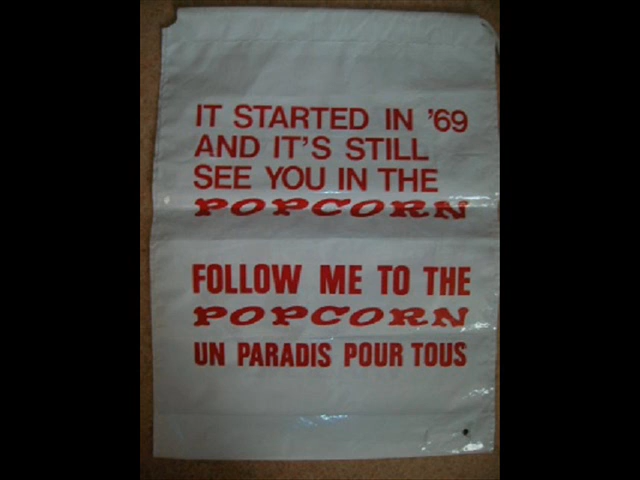 IT STARTED IN '69
AND IT'S STILL
SEE YOU IN THE
POPCORN
FOLLOW ME TO THE
POPCORN
UN PARADIS POUR TOUS